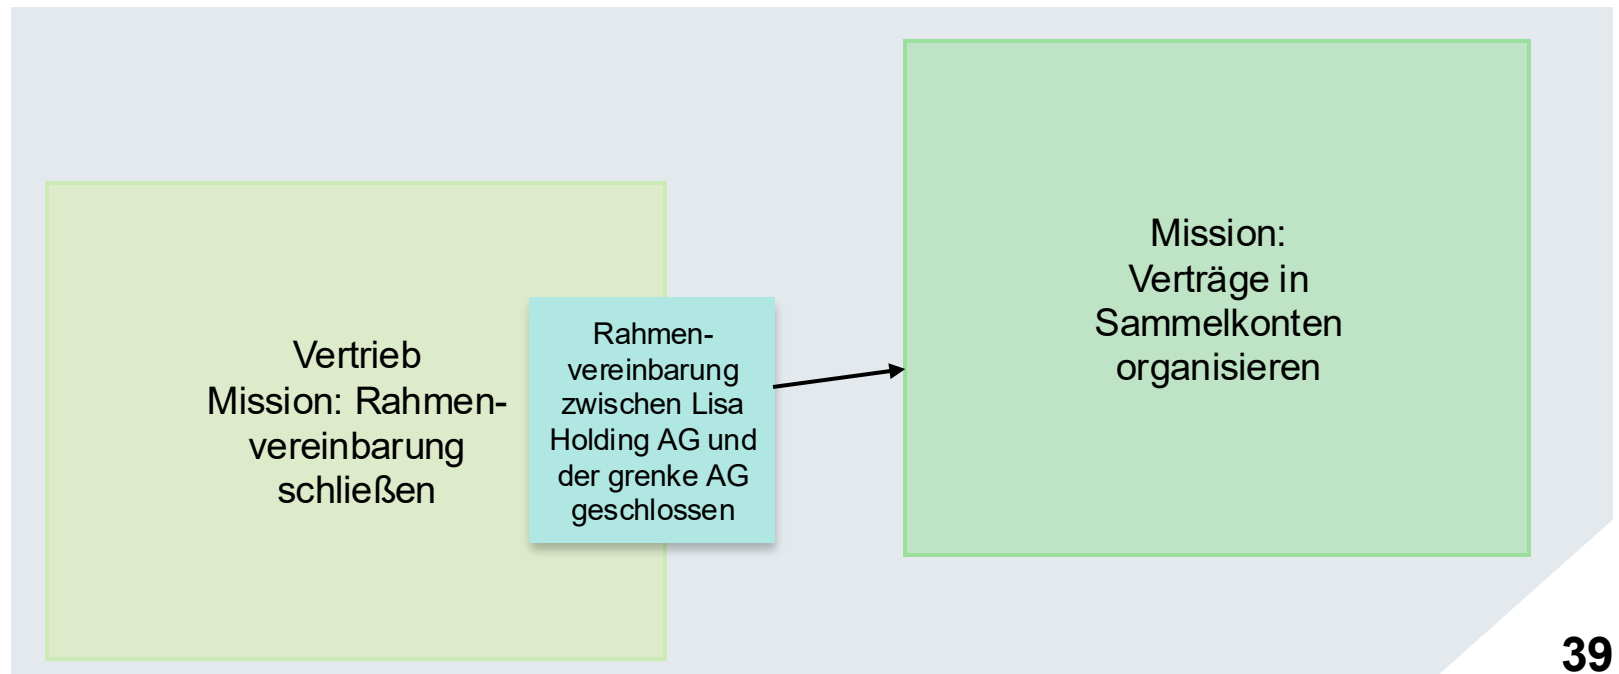 Vertrieb
Mission: Rahmen-
vereinbarung
schließen
Rahmen-
vereinbarung
zwischen Lisa
Holding AG und
der grenke AG
geschlossen
Mission:
Verträge in
Sammelkonten
organisieren
39